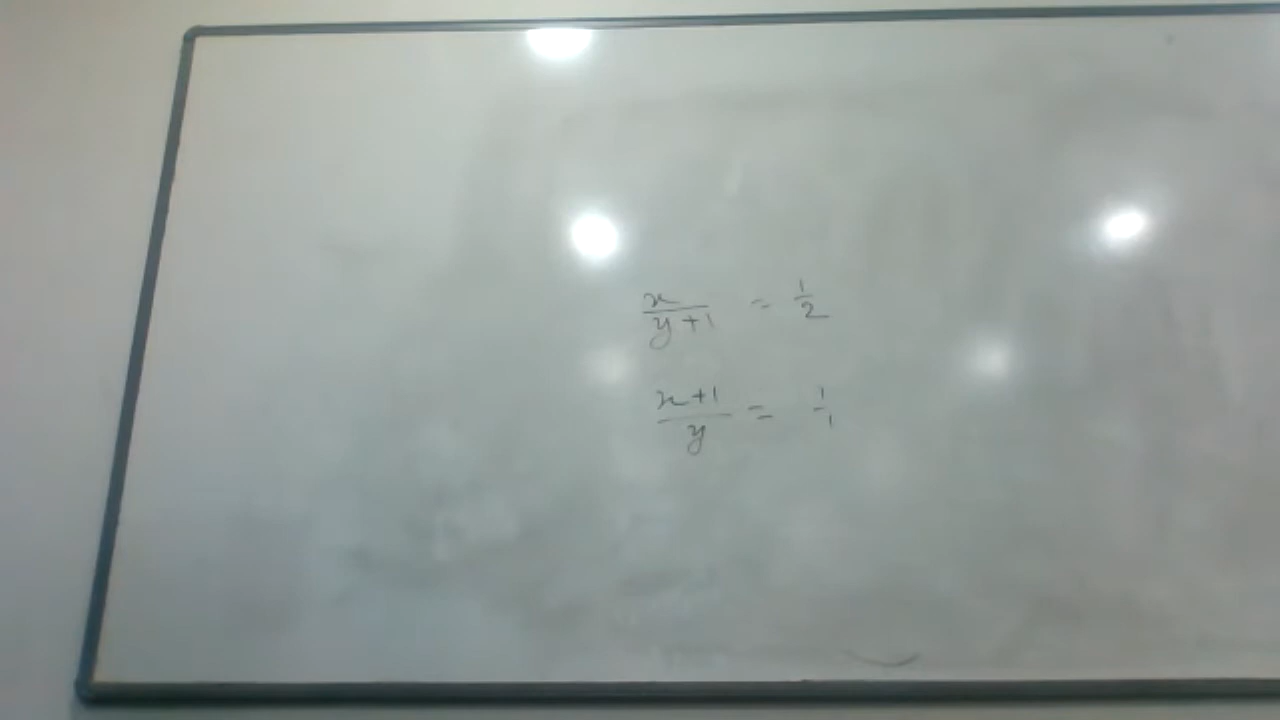 x/(y+1) = 1/2
(x+1)/y = 1/1